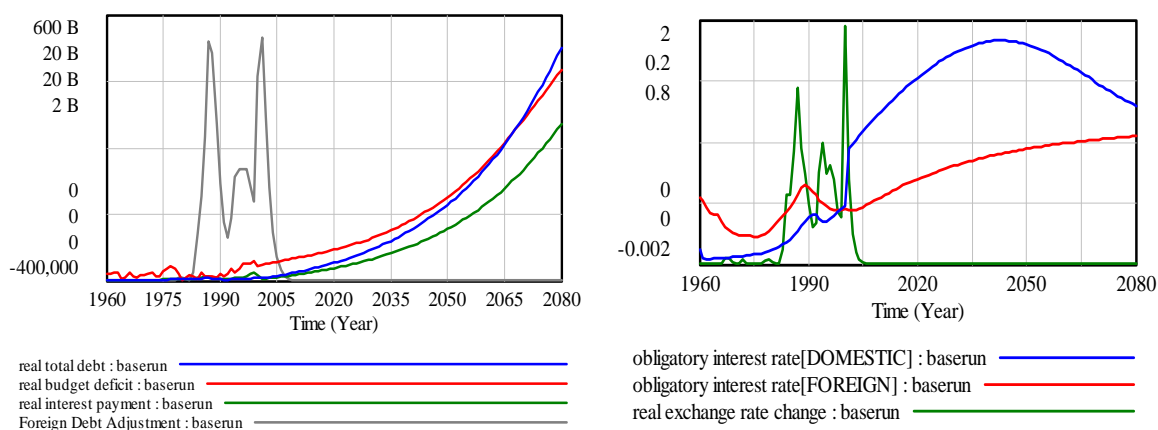 600 B
20 B
20 B
2 B
0
0
0
-400,000
1960 1975 1990 2005 2020 2035 2050 2065 2080
Time (Year)
real total debt : baserun
real budget deficit : baserun
real interest payment : baserun
Foreign Debt Adjustment : baserun
2
0.2
0.8
0
0
-0.002
1960 1990 2020 2050 2080
Time (Year)
obligatory interest rate[DOMESTIC] : baserun
obligatory interest rate[FOREIGN] : baserun
real exchange rate change : baserun